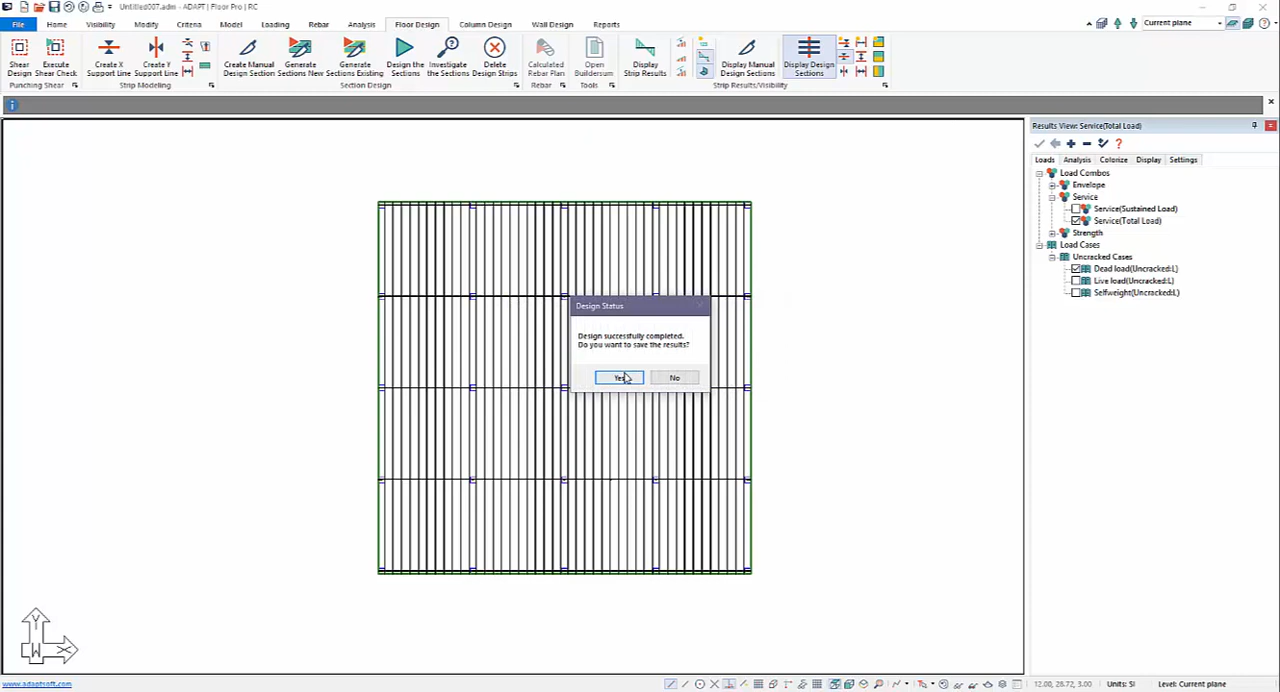 Untitled007.adm - ADAPT | Floor Pro | RC
File Home Visibility Modify Criteria Model Loading Rebar Analysis Floor Design Column Design Wall Design Reports
Current plane
Shear Design
Execute Shear Check
Create X Support Line
Create Y Support Line
Create Manual Design Section
Generate Sections New
Generate Sections Existing
Design the Sections
Investigate the Sections
Delete Design Strips
Calculated Rebar Plan
Open Buildersum
Display Strip Results
Display Manual Design Sections
Display Design Sections
Punching Shear Strip Modeling Section Design Rebar Tools Strip Results/Visibility
Results View: Service(Total Load)
Loads Analysis Colorize Display Settings
Load Combos
Envelope
Service
Service(Sustained Load)
Service(Total Load)
Strength
Load Cases
Uncracked Cases
Dead load(Uncracked:L)
Live load(Uncracked:L)
Selfweight(Uncracked:L)
Design Status
Design successfully completed.
Do you want to save the results?
Yes No
Y
W X
www.adaptsoft.com
12.00, 28.72, 3.00 Units: SI Level: Current plane